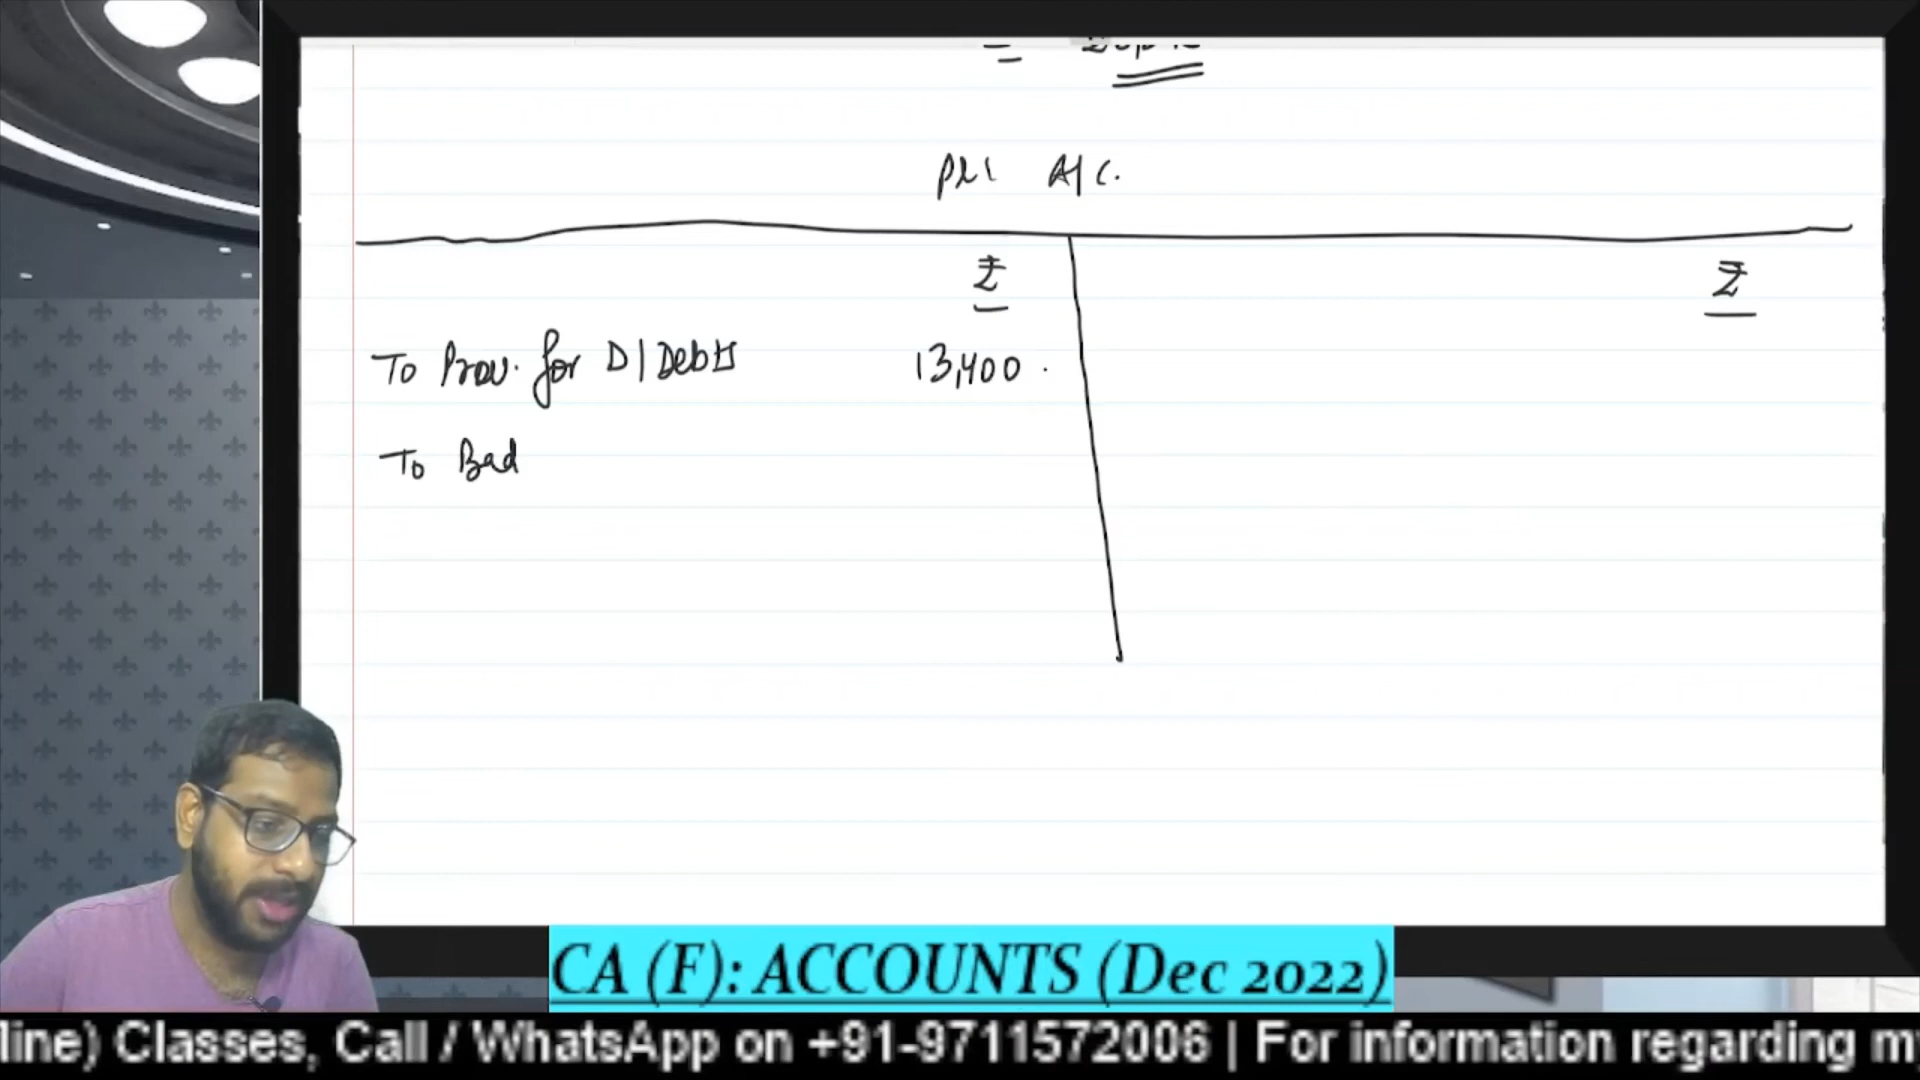 P&L A/C.
₹ ₹
To Prov. for D/Debts 13,400.
To Bad
CA (F): ACCOUNTS (Dec 2022)
line) Classes, Call / WhatsApp on +91-9711572006 | For information regarding my